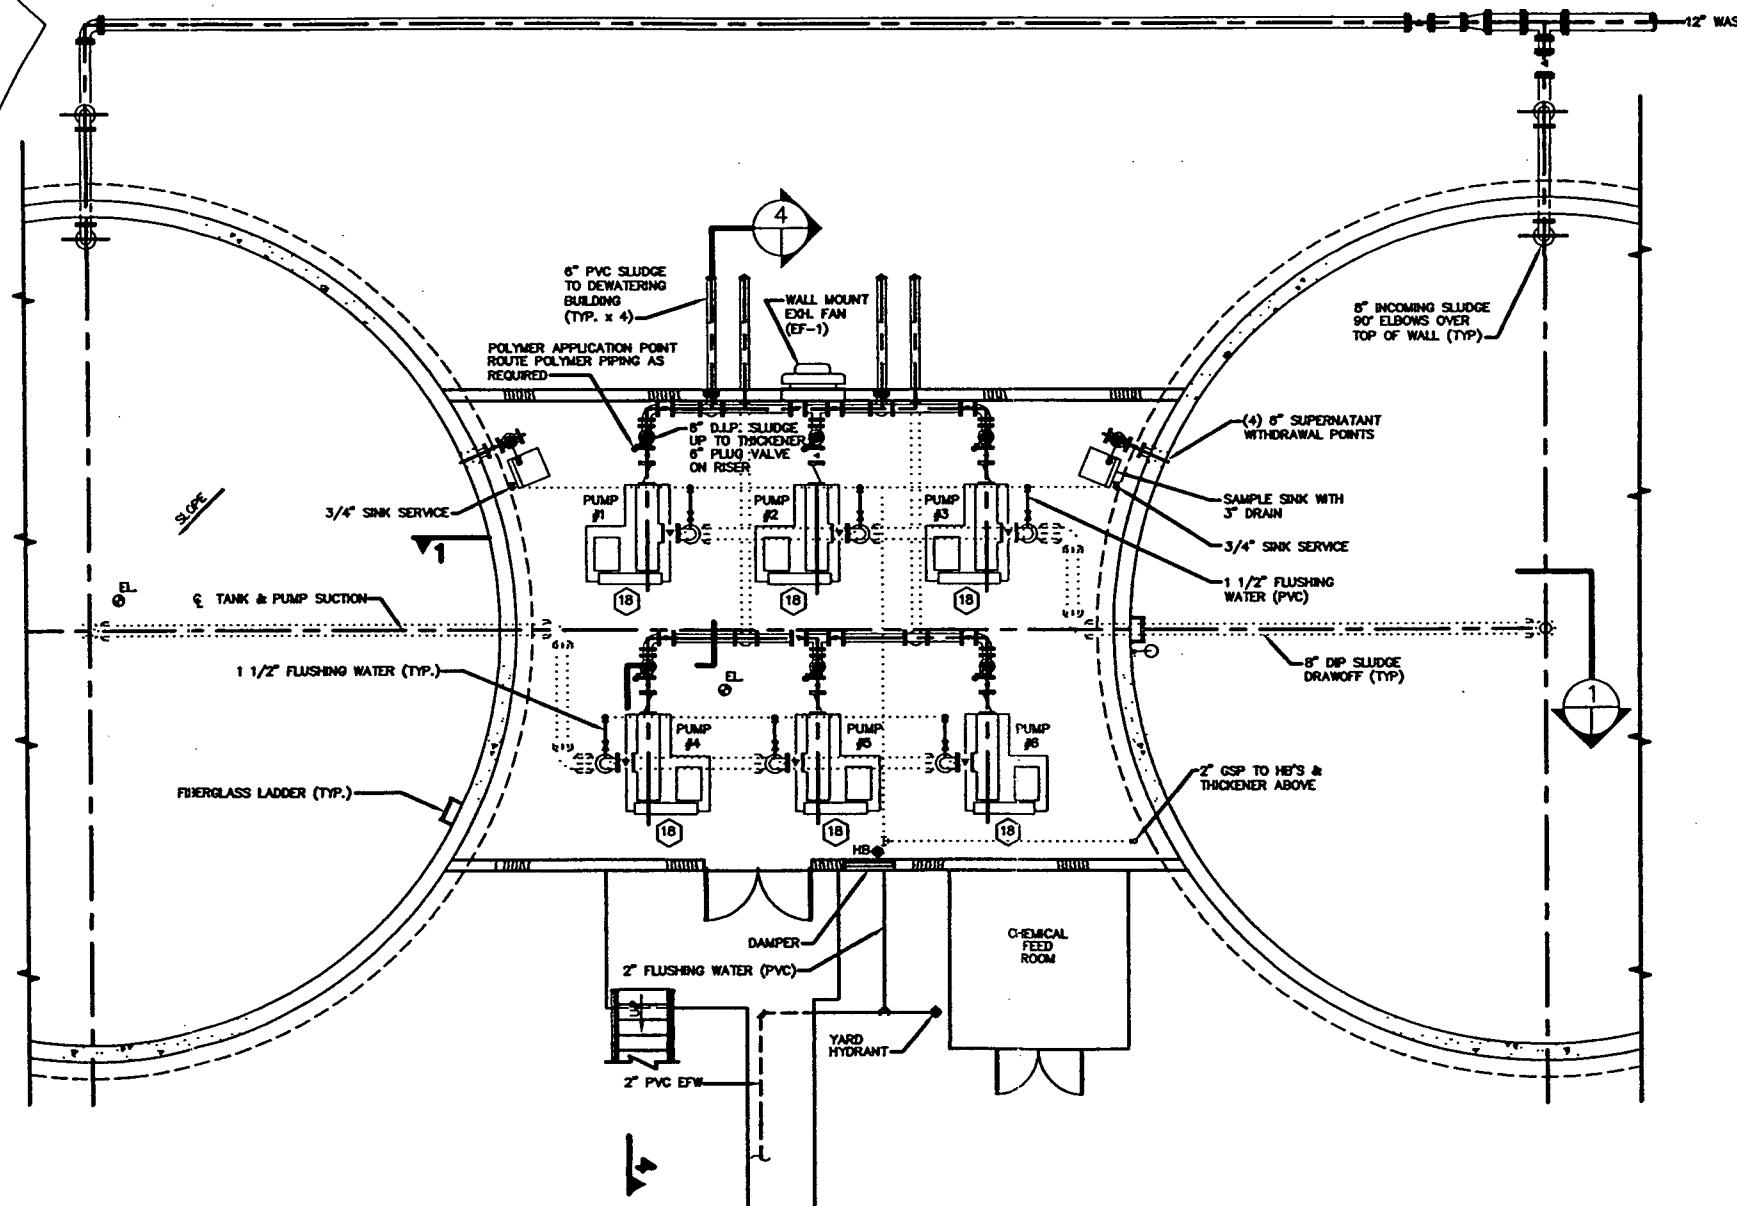 12" WAS
4
6" PVC SLUDGE
TO DEWATERING
BUILDING
(TYP. x 4)
WALL MOUNT
EXH. FAN
(EF-1)
8" INCOMING SLUDGE
90° ELBOWS OVER
TOP OF WALL (TYP)
POLYMER APPLICATION POINT
ROUTE POLYMER PIPING AS
REQUIRED
6" D.I.P. SLUDGE
UP TO THICKENER
6" PLUG VALVE
ON RISER
(4) 6" SUPERNATANT
WITHDRAWAL POINTS
SLOPE
3/4" SINK SERVICE
PUMP
#1
PUMP
#2
PUMP
#3
SAMPLE SINK WITH
3" DRAIN
3/4" SINK SERVICE
1
1 1/2" FLUSHING
WATER (PVC)
EL.
℄ TANK & PUMP SUCTION
18
18
18
1 1/2" FLUSHING WATER (TYP.)
EL.
8" DIP SLUDGE
DRAWOFF (TYP)
1
PUMP
#4
PUMP
#5
PUMP
#6
2" GSP TO HB'S &
THICKENER ABOVE
FIBERGLASS LADDER (TYP.)
18
18
18
HB
DAMPER
CHEMICAL
FEED
ROOM
2" FLUSHING WATER (PVC)
UP
YARD
HYDRANT
2" PVC EFW
4